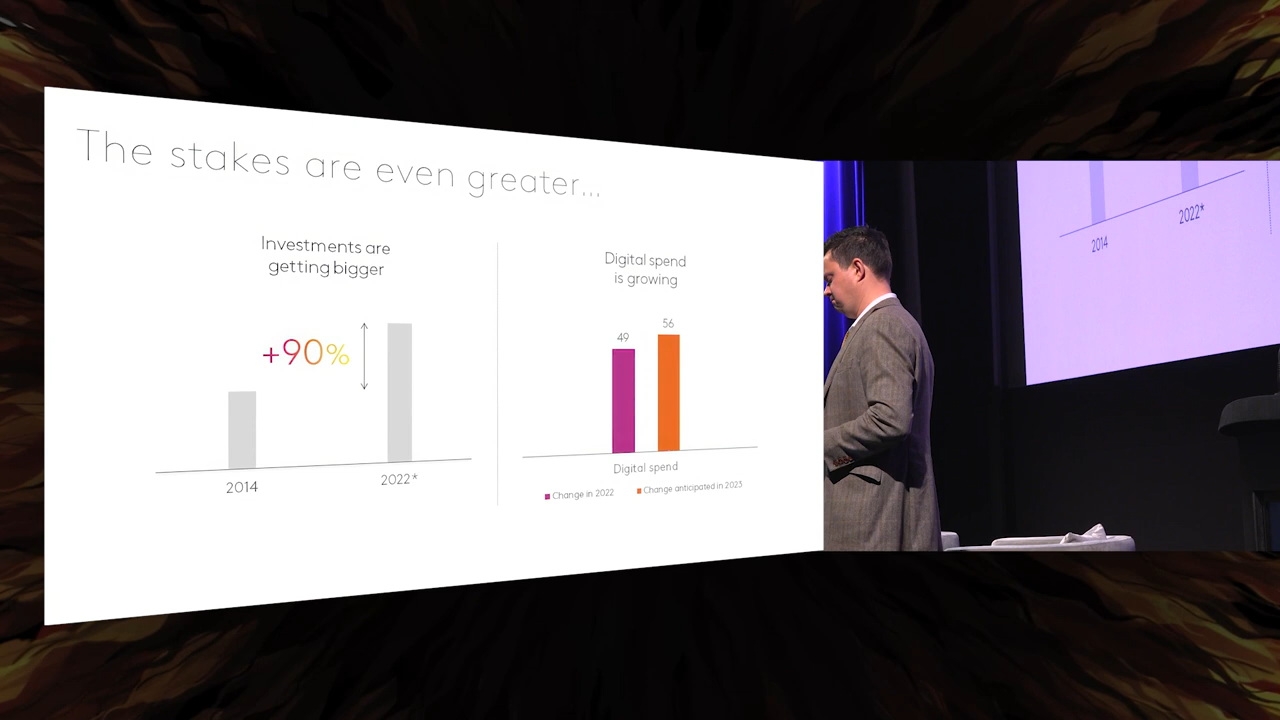 The stakes are even greater...
Investments are
getting bigger
+90%
2014
2022*
Digital spend
is growing
49
56
Digital spend
Change in 2022
Change anticipated in 2023
2014
2022*